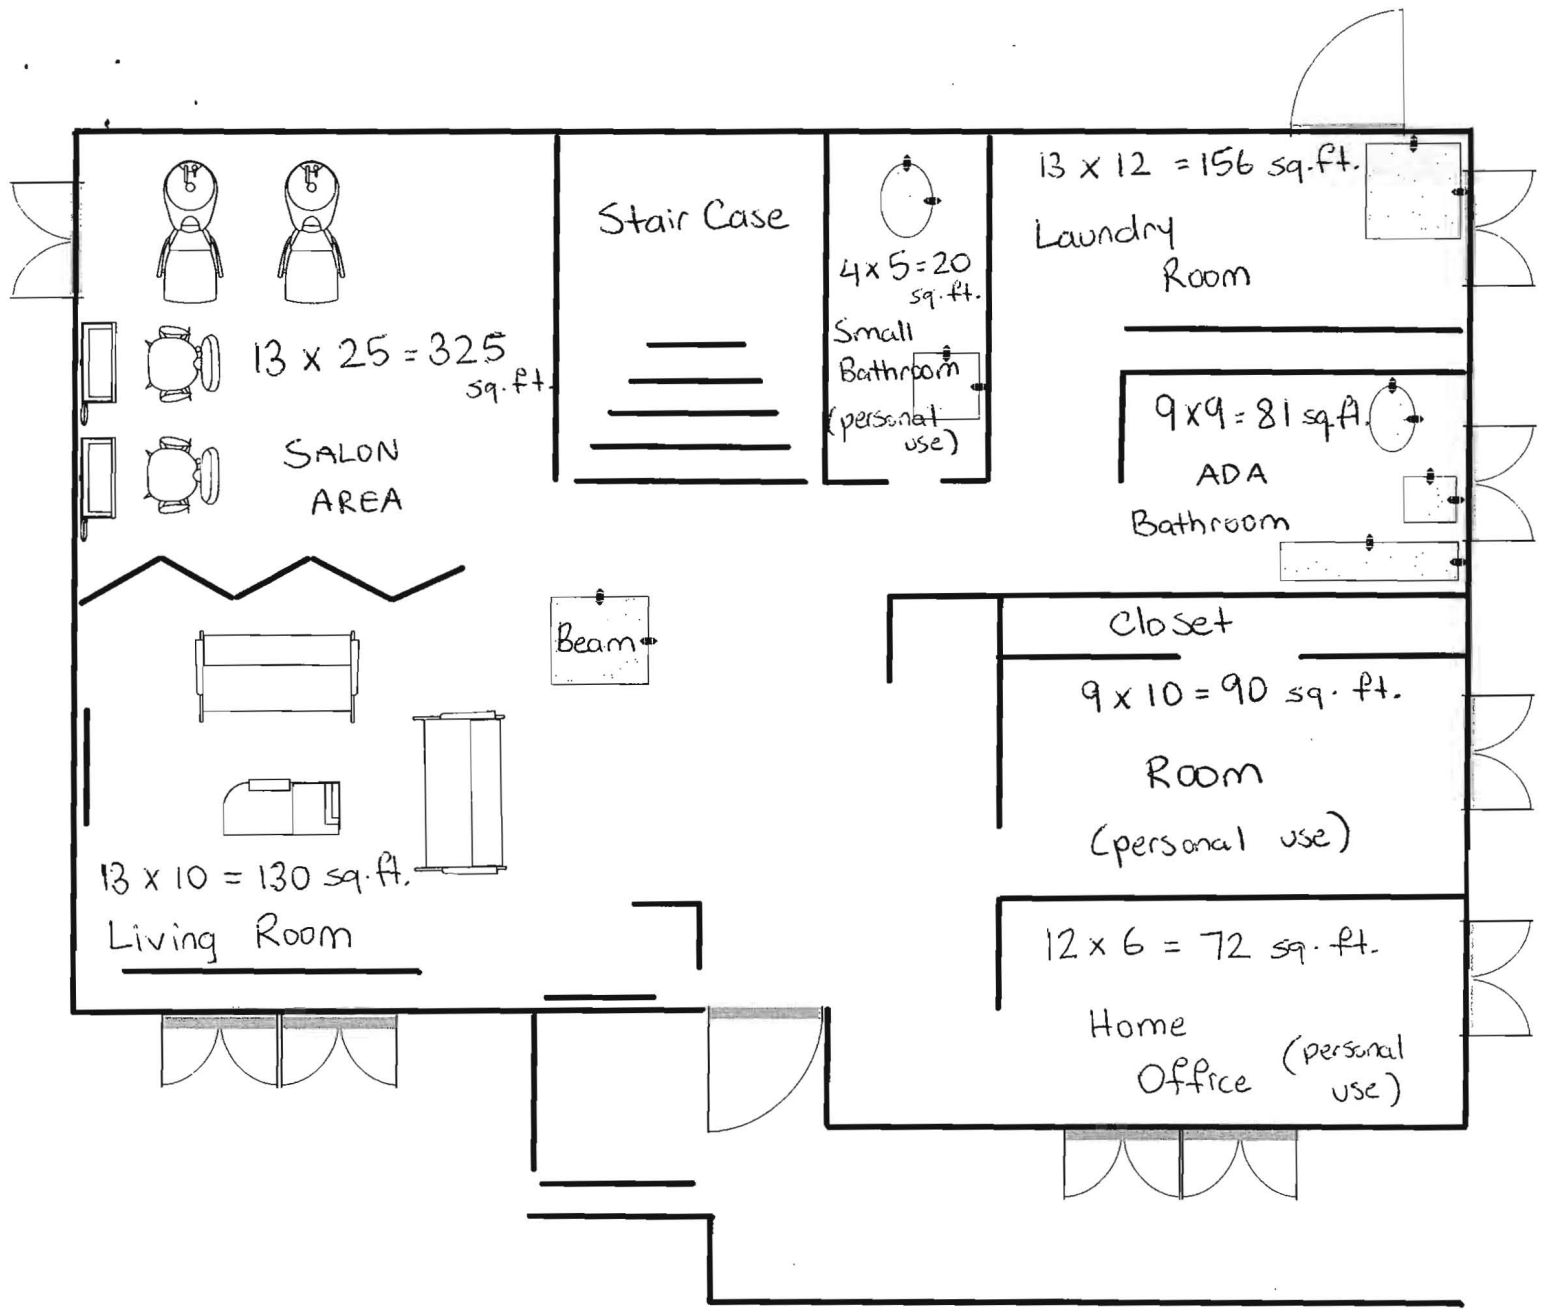 Stair Case
13 x 12 = 156 sq.ft.
Laundry
Room
4 x 5 = 20
sq. ft.
Small
Bathroom
(personal
use)
13 x 25 = 325
sq.ft.
SALON
AREA
9 x 9 = 81 sq.ft.
ADA
Bathroom
Beam
Closet
9 x 10 = 90 sq. ft.
Room
(personal use)
13 x 10 = 130 sq.ft.
Living Room
12 x 6 = 72 sq. ft.
Home
Office
(personal
use)